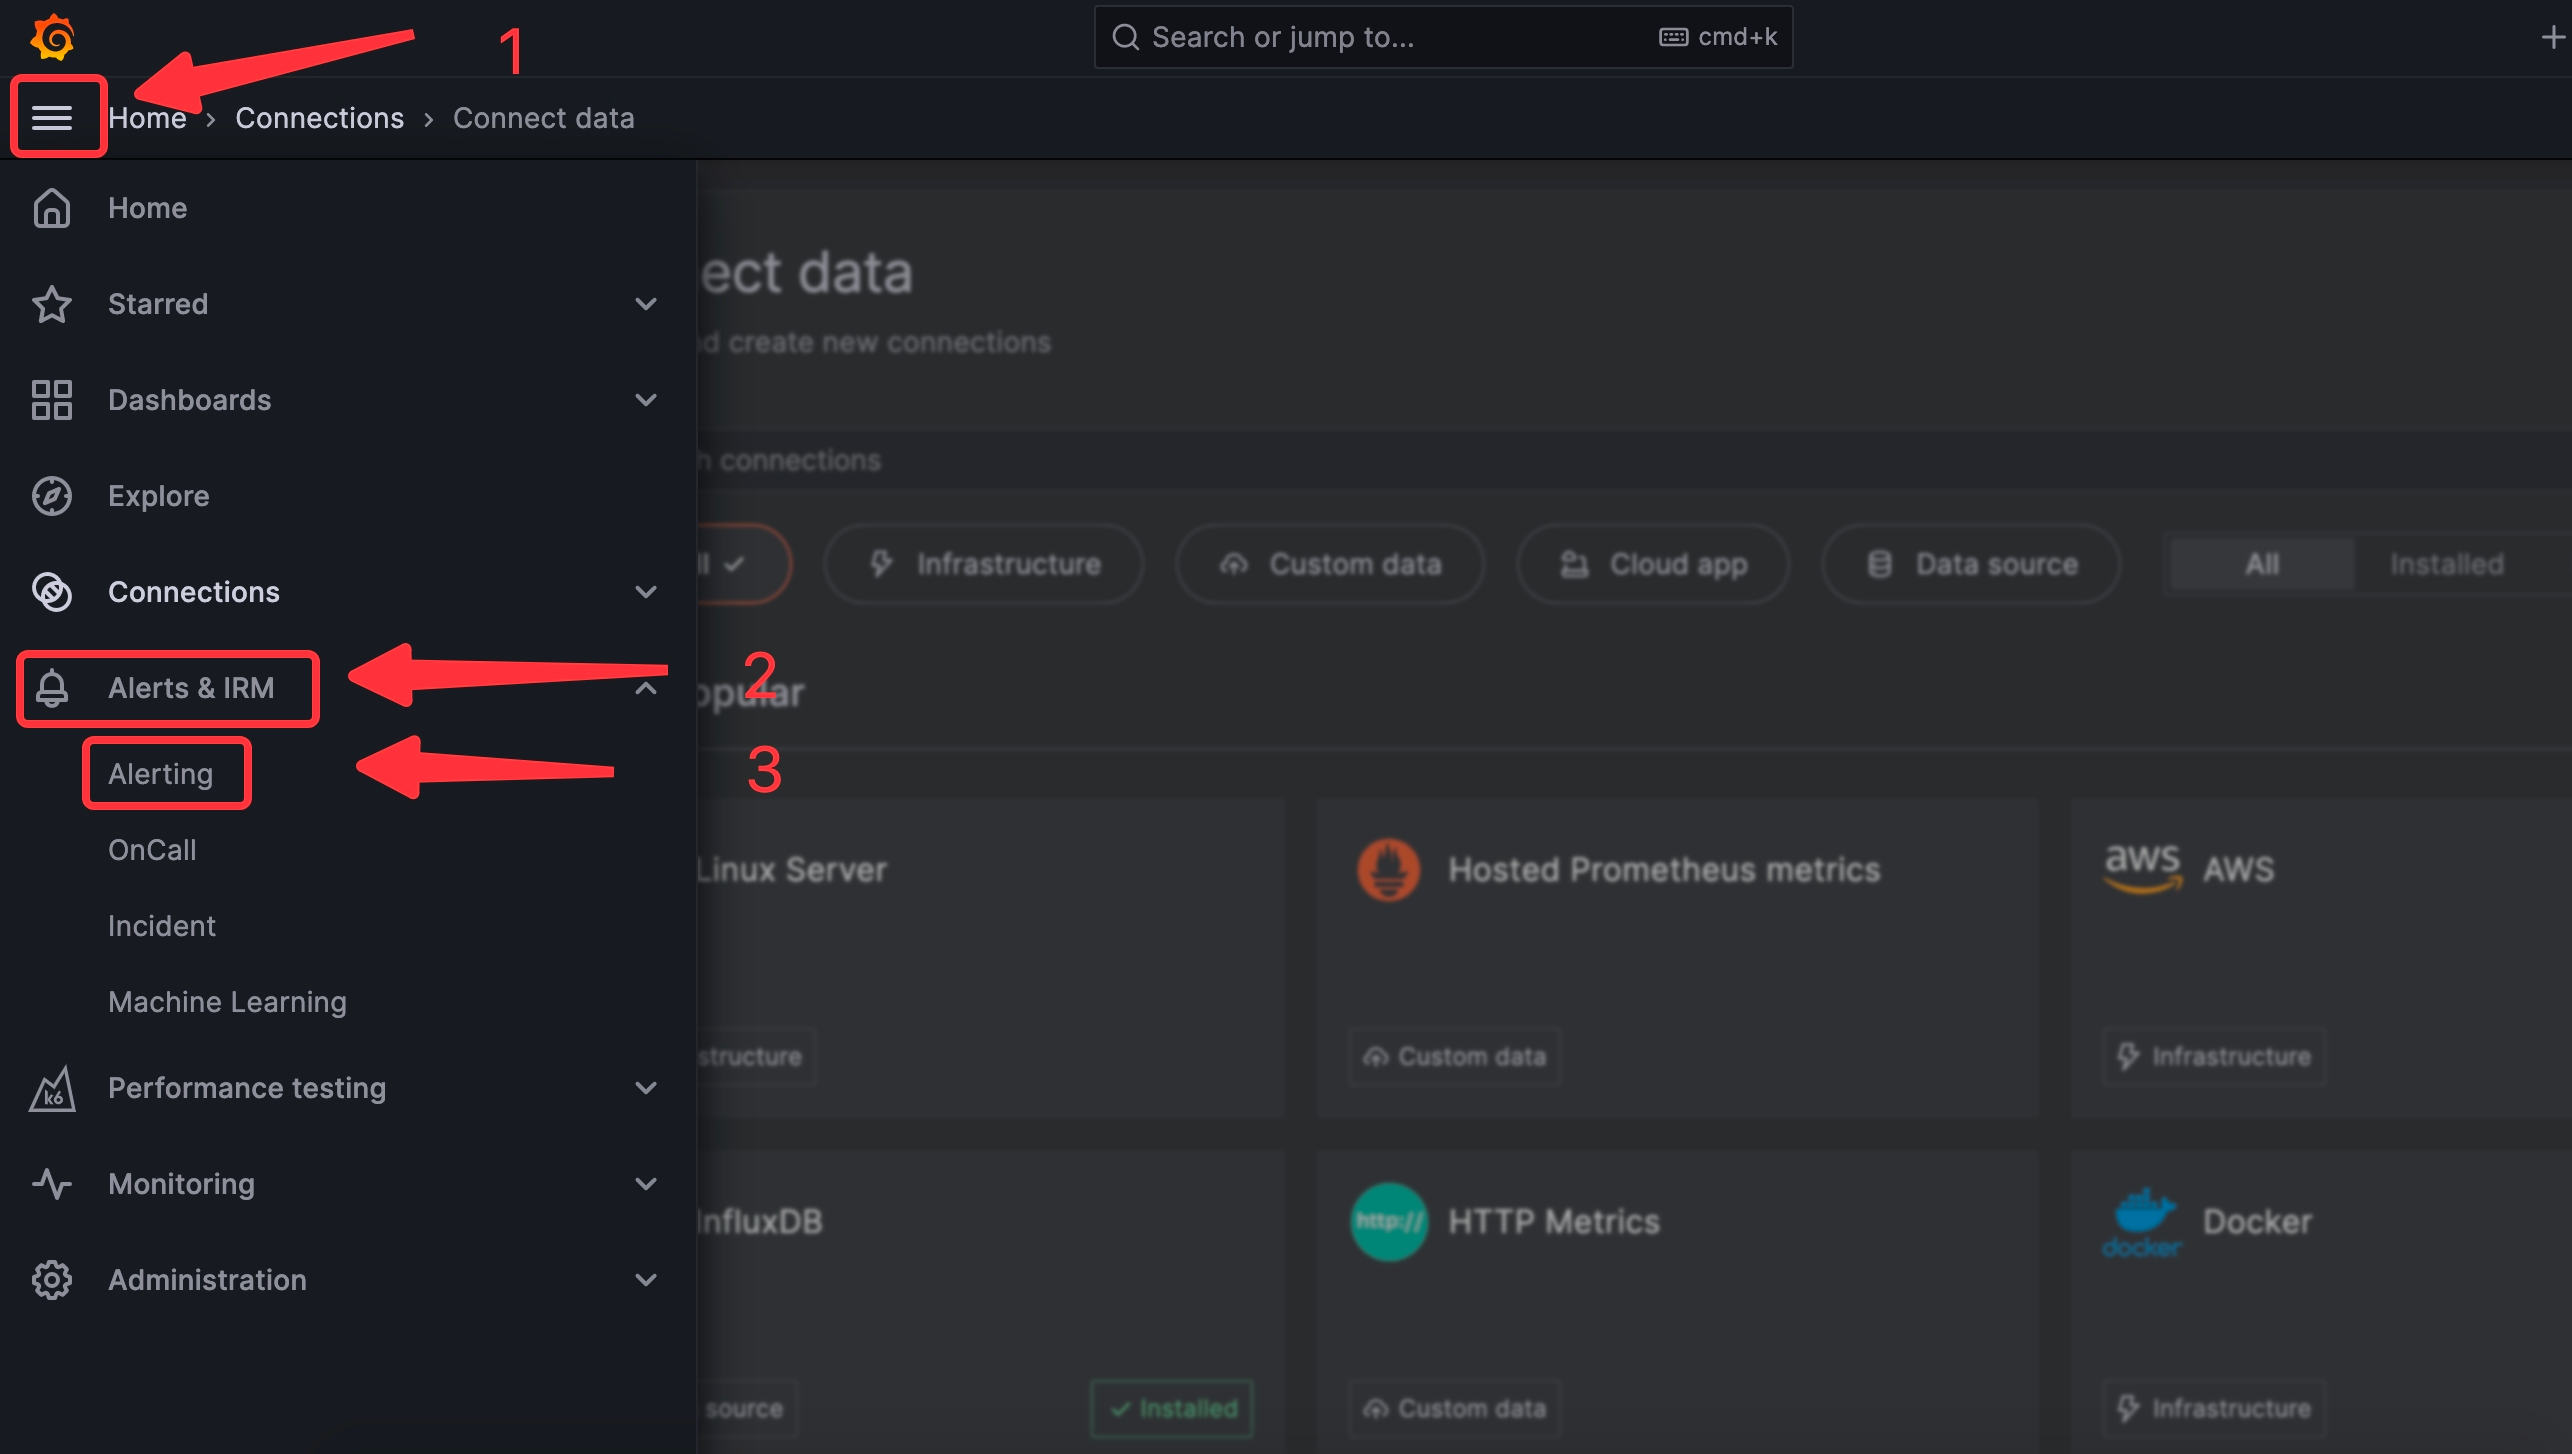 1
Search or jump to...
cmd+k
Home › Connections › Connect data
Home
Starred
Dashboards
Explore
Connections
Alerts & IRM
2
Alerting
3
OnCall
Incident
Machine Learning
k6
Performance testing
Monitoring
Administration
ect data
d create new connections
h connections
Infrastructure
Custom data
Cloud app
Data source
All
Installed
opular
Linux Server
structure
Hosted Prometheus metrics
Custom data
aws
AWS
Infrastructure
InfluxDB
source
Installed
http://
HTTP Metrics
Custom data
docker
Docker
Infrastructure